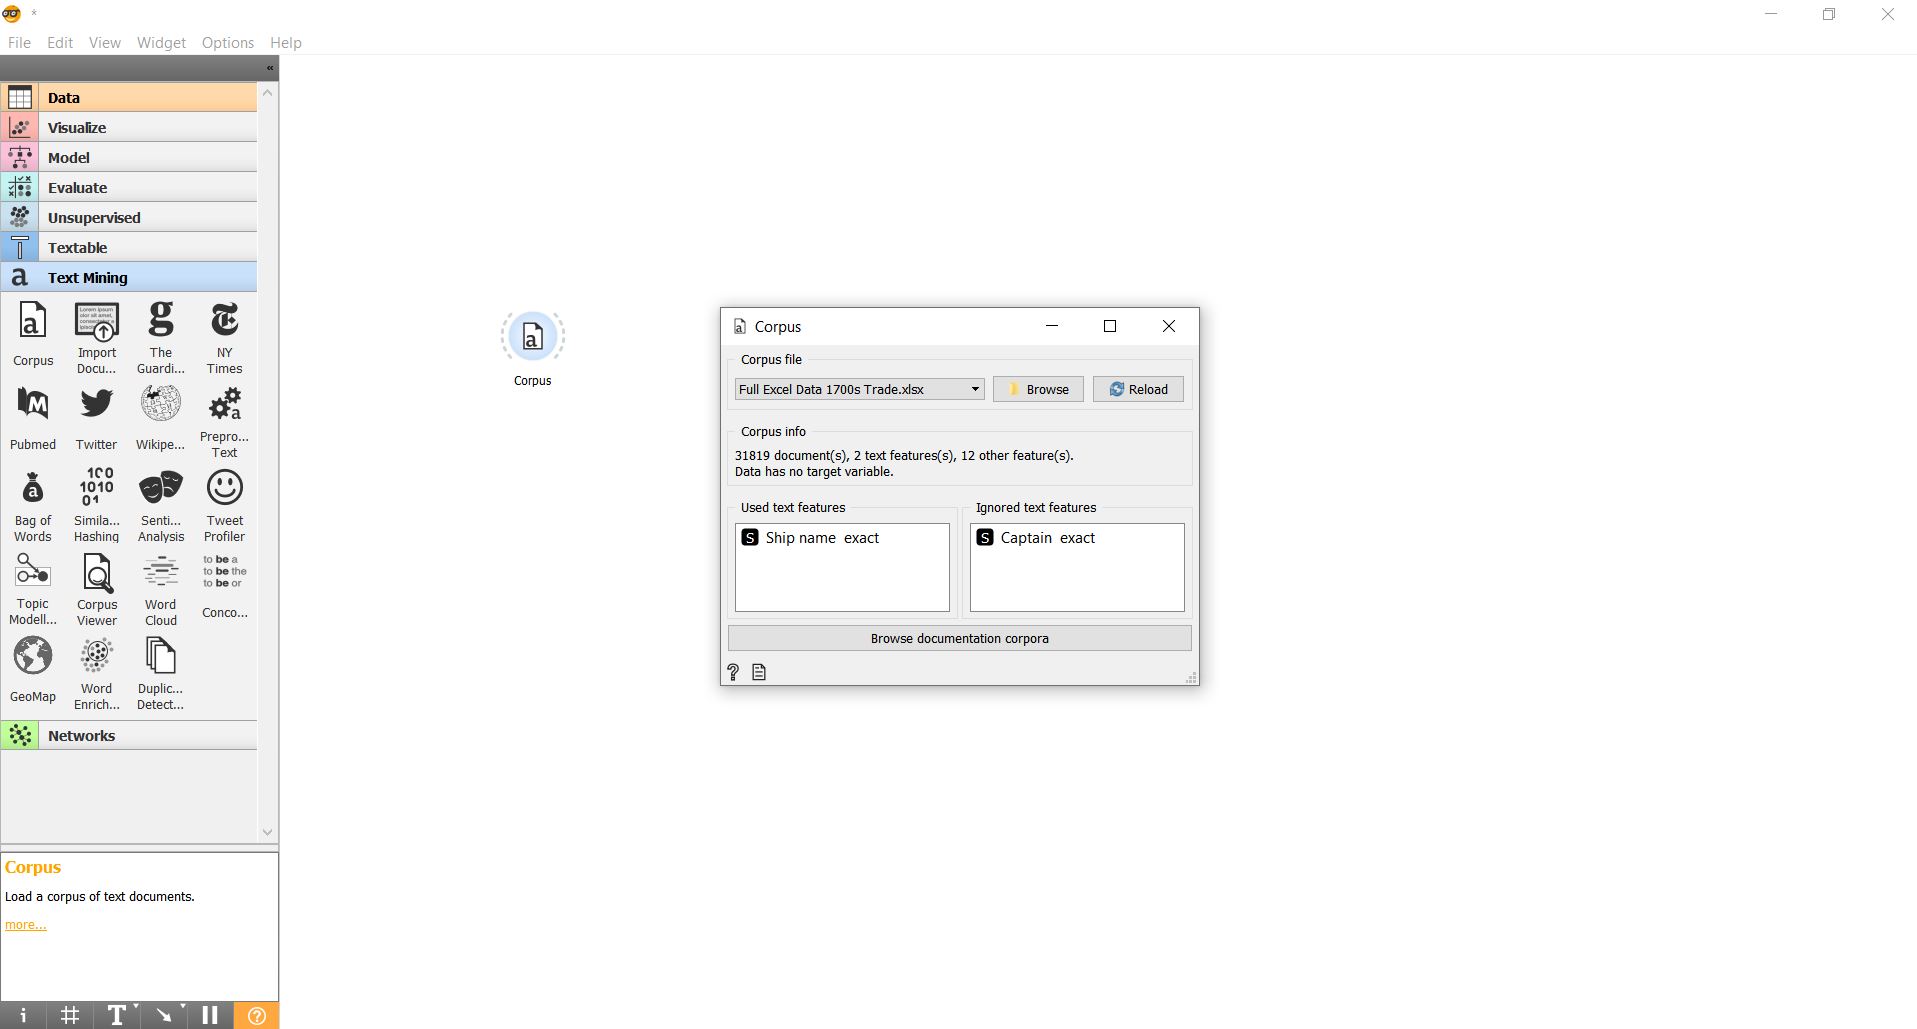 *
File Edit View Widget Options Help
«
Data
Visualize
Model
Evaluate
Unsupervised
Textable
Text Mining
Corpus
Import
Docu...
The
Guardi...
NY
Times
Pubmed
Twitter
Wikipe...
Prepro...
Text
Bag of
Words
Simila...
Hashing
Senti...
Analysis
Tweet
Profiler
Topic
Modell...
Corpus
Viewer
Word
Cloud
to be a
to be the
to be or
Conco...
GeoMap
Word
Enrich...
Duplic...
Detect...
Networks
Corpus
Load a corpus of text documents.
more...
Corpus
Corpus
Corpus file
Full Excel Data 1700s Trade.xlsx
Browse
Reload
Corpus info
31819 document(s), 2 text features(s), 12 other feature(s).
Data has no target variable.
Used text features
S Ship name exact
Ignored text features
S Captain exact
Browse documentation corpora
?